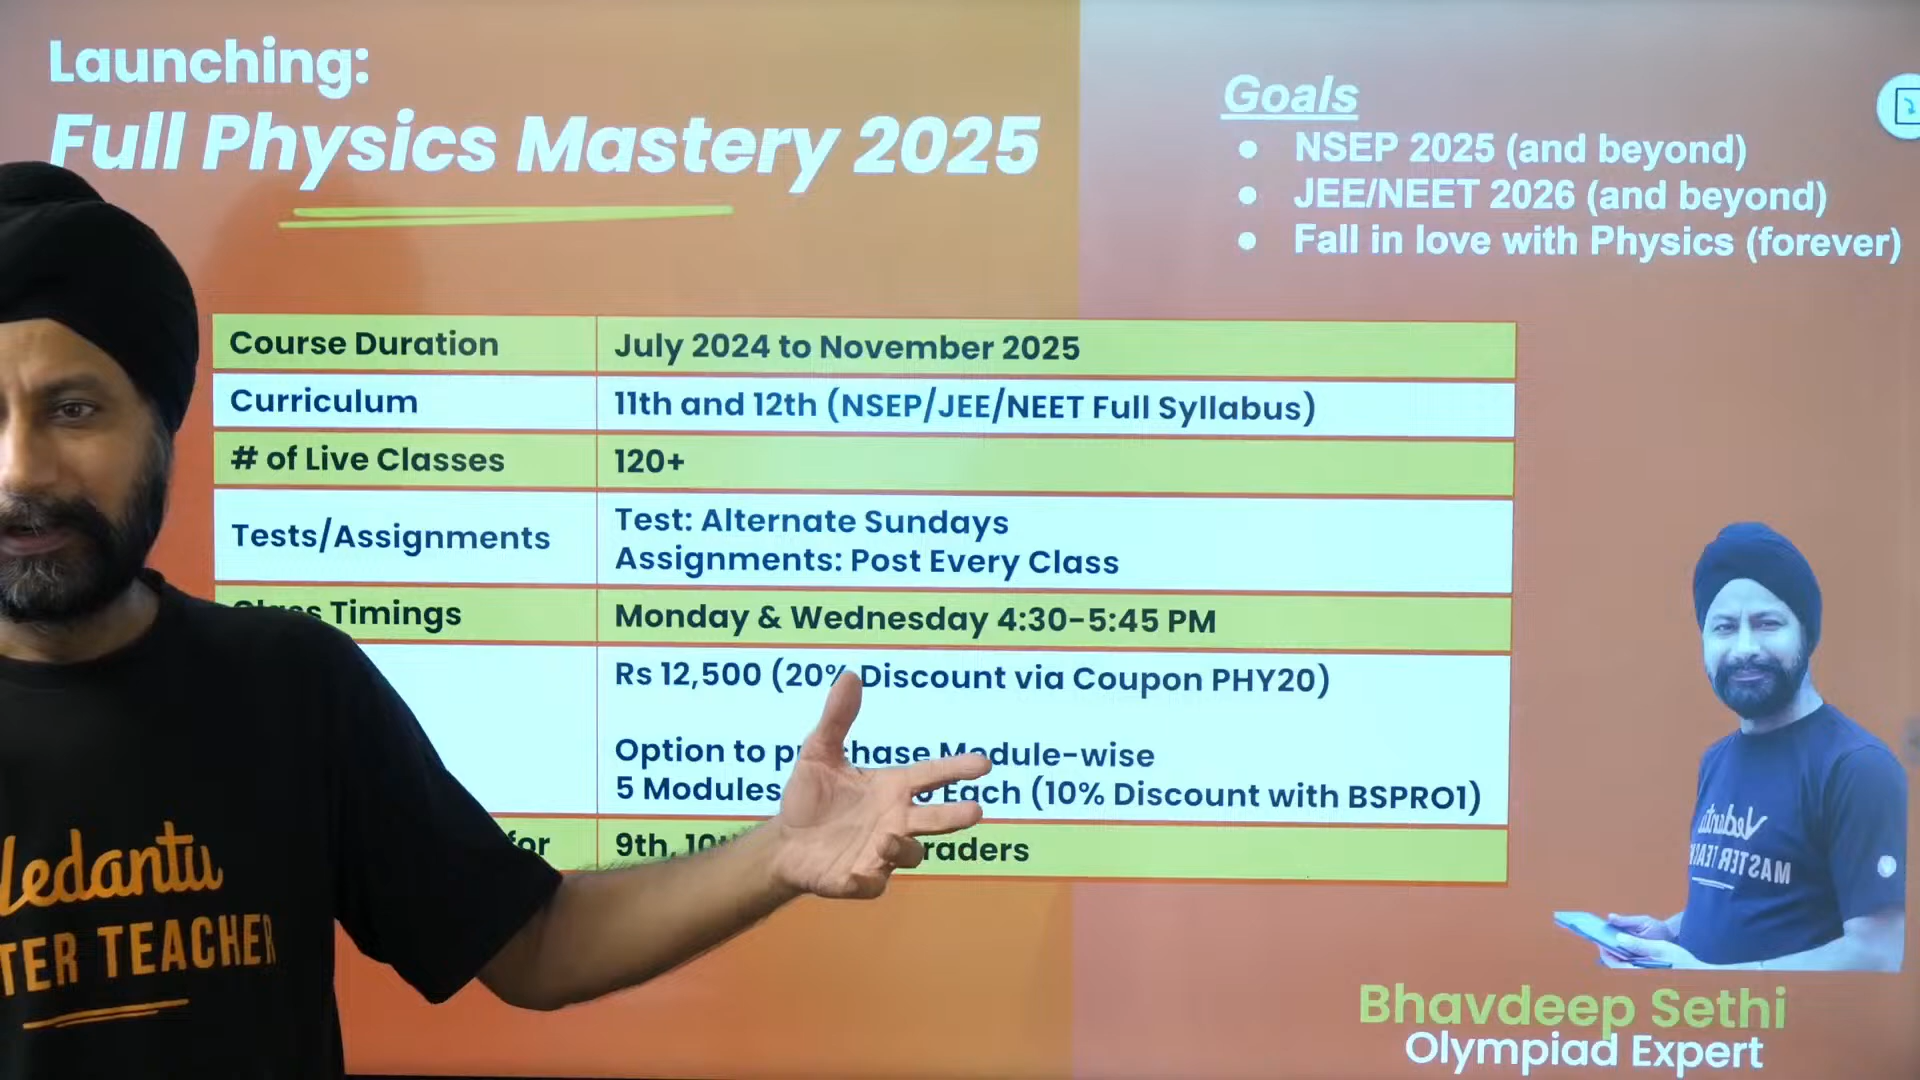 Launching:
Full Physics Mastery 2025
Goals
● NSEP 2025 (and beyond)
● JEE/NEET 2026 (and beyond)
● Fall in love with Physics (forever)
Course Duration July 2024 to November 2025
Curriculum 11th and 12th (NSEP/JEE/NEET Full Syllabus)
# of Live Classes 120+
Tests/Assignments Test: Alternate Sundays
Assignments: Post Every Class
Class Timings Monday & Wednesday 4:30-5:45 PM
Rs 12,500 (20% Discount via Coupon PHY20)
Option to purchase Module-wise
5 Modules Each (10% Discount with BSPRO1)
for 9th,
Vedantu
TEACHER
Vedantu
MASTER
Bhavdeep Sethi
Olympiad Expert